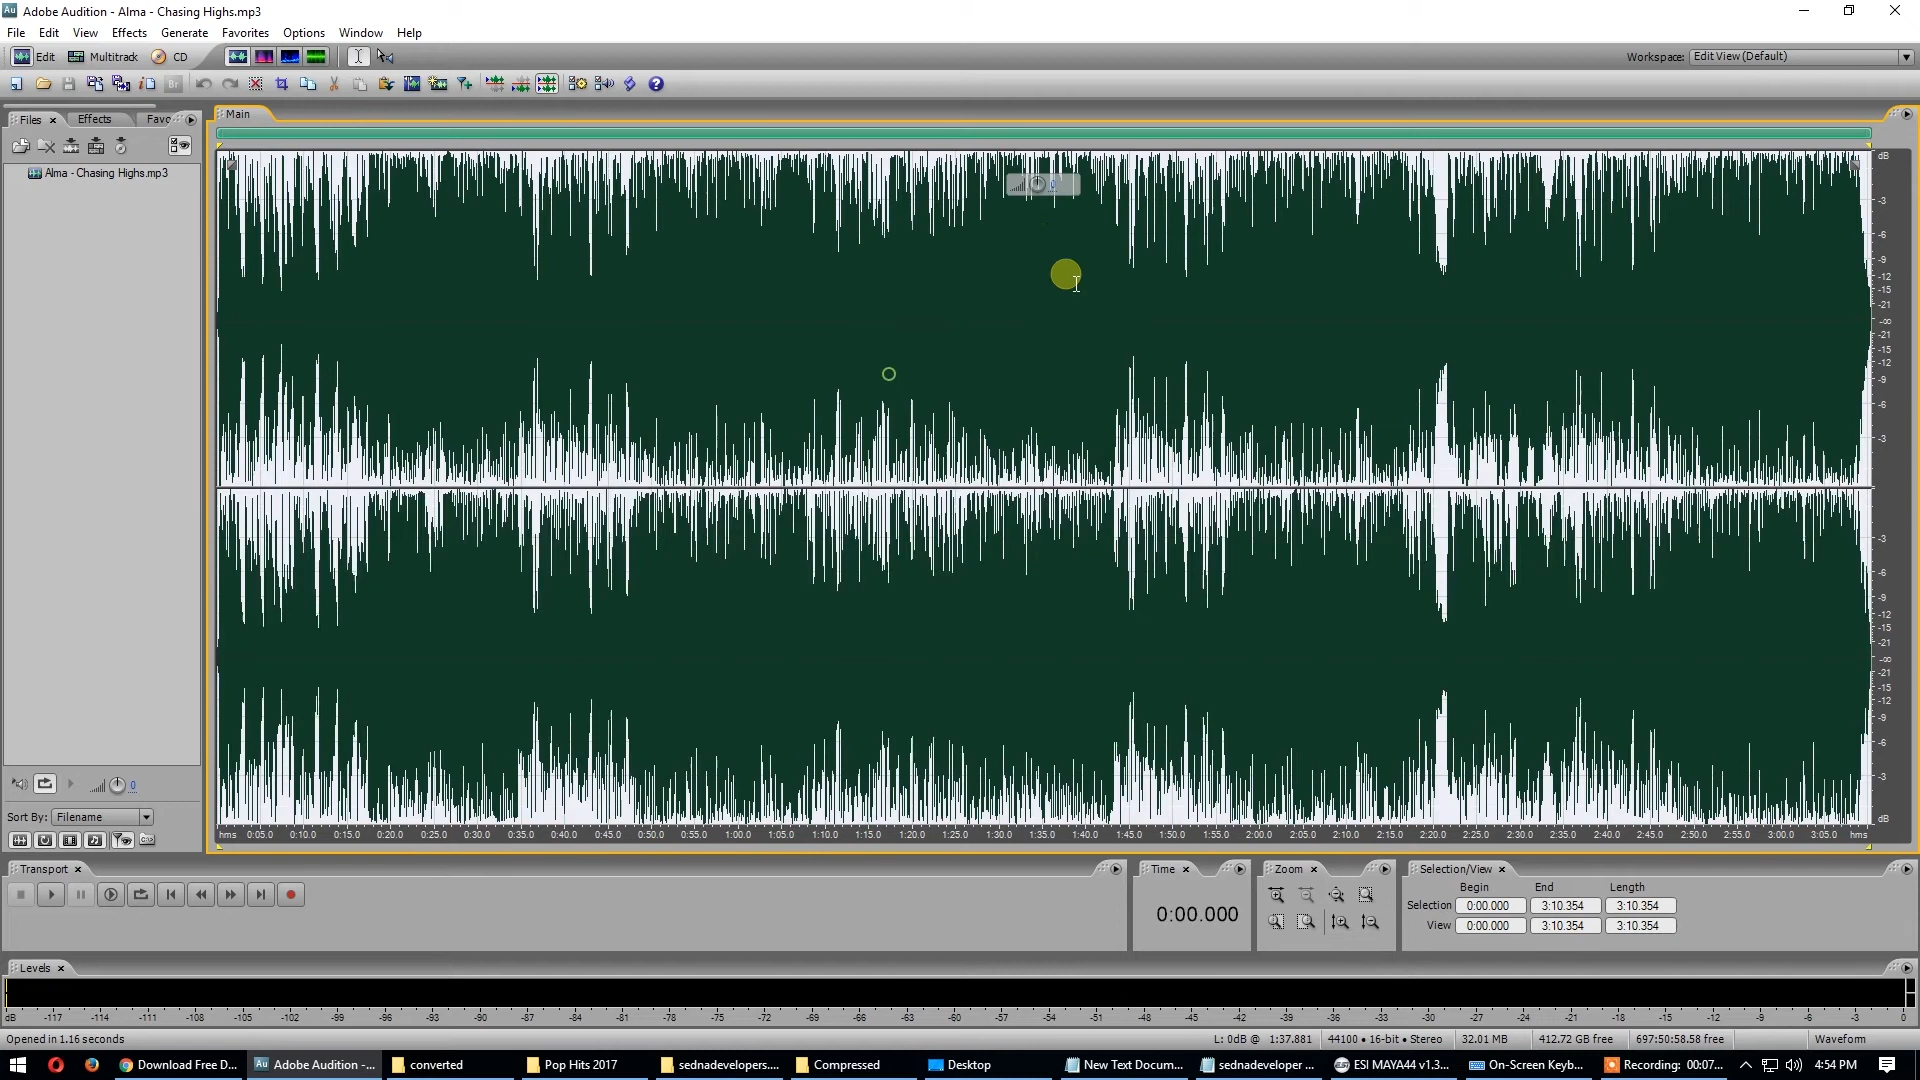 Adobe Audition - Alma - Chasing Highs.mp3
File Edit View Effects Generate Favorites Options Window Help
Edit Multitrack CD Workspace: Edit View (Default)
Files Effects Favo Main
Alma - Chasing Highs.mp3
0
dB
-3
-6
-9
-12
-15
-21
-∞
-21
-15
-12
-9
-6
-3
-3
-6
-9
-12
-15
-21
-∞
-21
-15
-12
-9
-6
-3
dB
0
Sort By: Filename
hms 0:05.0 0:10.0 0:15.0 0:20.0 0:25.0 0:30.0 0:35.0 0:40.0 0:45.0 0:50.0 0:55.0 1:00.0 1:05.0 1:10.0 1:15.0 1:20.0 1:25.0 1:30.0 1:35.0 1:40.0 1:45.0 1:50.0 1:55.0 2:00.0 2:05.0 2:10.0 2:15.0 2:20.0 2:25.0 2:30.0 2:35.0 2:40.0 2:45.0 2:50.0 2:55.0 3:00.0 3:05.0 hms
Transport Time Zoom Selection/View
Begin End Length
Selection 0:00.000 3:10.354 3:10.354
0:00.000
View 0:00.000 3:10.354 3:10.354
Levels
dB -117 -114 -111 -108 -105 -102 -99 -96 -93 -90 -87 -84 -81 -78 -75 -72 -69 -66 -63 -60 -57 -54 -51 -48 -45 -42 -39 -36 -33 -30 -27 -24 -21 -18 -15 -12 -9 -6 -3 0
Opened in 1.16 seconds L: 0dB @ 1:37.881 44100 • 16-bit • Stereo 32.01 MB 412.72 GB free 697:50:58.58 free Waveform
Download Free D... Adobe Audition -... converted Pop Hits 2017 sednadevelopers.... Compressed Desktop New Text Docum... sednadeveloper ... ESI MAYA44 v1.3... On-Screen Keyb... Recording: 00:07... 4:54 PM